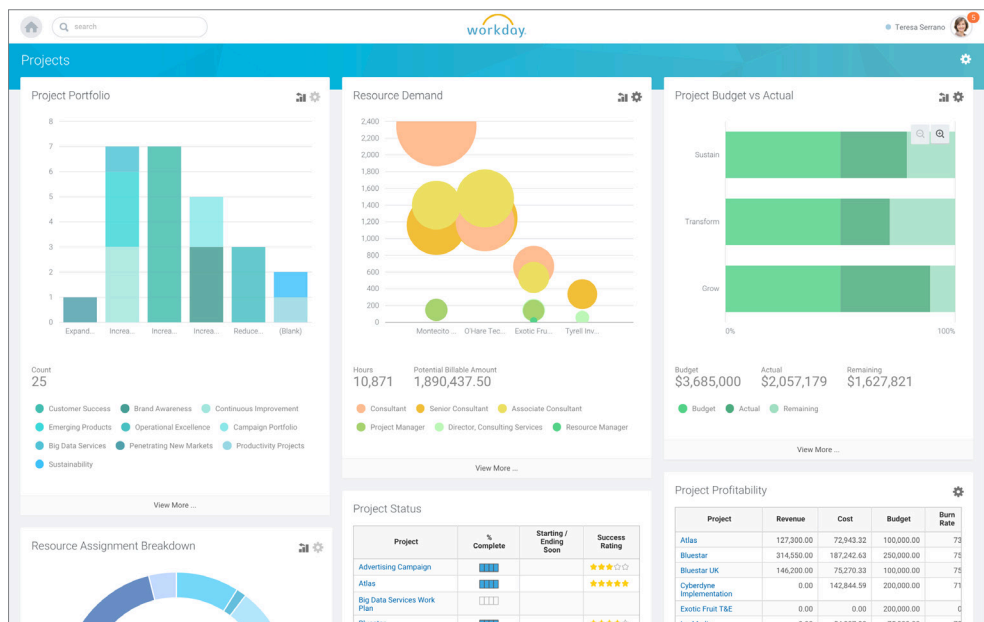 search
workday.
Teresa Serrano
5
Projects
Project Portfolio
8
7
6
5
4
3
2
1
0
Expand... Increa... Increa... Increa... Reduce... (Blank)
Count
25
Customer Success Brand Awareness Continuous Improvement
Emerging Products Operational Excellence Campaign Portfolio
Big Data Services Penetrating New Markets Productivity Projects
Sustainability
View More ...
Resource Demand
2,400
2,200
2,000
1,800
1,600
1,400
1,200
1,000
800
600
400
200
0
Montecito ... O'Hare Tec... Exotic Fru... Tyrell Inv...
Hours Potential Billable Amount
10,871 1,890,437.50
Consultant Senior Consultant Associate Consultant
Project Manager Director, Consulting Services Resource Manager
View More ...
Project Budget vs Actual
Sustain
Transform
Grow
0% 100%
Budget Actual Remaining
$3,685,000 $2,057,179 $1,627,821
Budget Actual Remaining
View More ...
Resource Assignment Breakdown
Project Status
Project % Complete Starting / Ending Soon Success Rating
Advertising Campaign
Atlas
Big Data Services Work
Plan
Project Profitability
Project Revenue Cost Budget Burn Rate
Atlas 127,300.00 72,943.32 100,000.00 73
Bluestar 314,550.00 187,242.63 250,000.00 75
Bluestar UK 146,200.00 75,270.33 100,000.00 75
Cyberdyne
Implementation 0.00 142,844.59 200,000.00 71
Exotic Fruit T&E 0.00 0.00 200,000.00 0